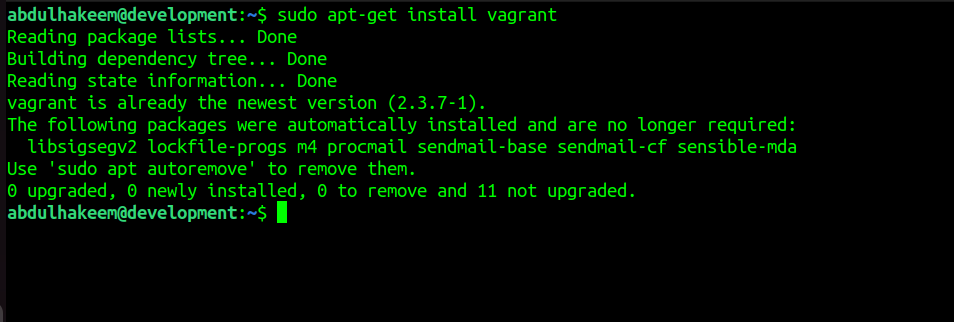 abdulhakeem@development:~$ sudo apt-get install vagrant
Reading package lists... Done
Building dependency tree... Done
Reading state information... Done
vagrant is already the newest version (2.3.7-1).
The following packages were automatically installed and are no longer required:
  libsigsegv2 lockfile-progs m4 procmail sendmail-base sendmail-cf sensible-mda
Use 'sudo apt autoremove' to remove them.
0 upgraded, 0 newly installed, 0 to remove and 11 not upgraded.
abdulhakeem@development:~$